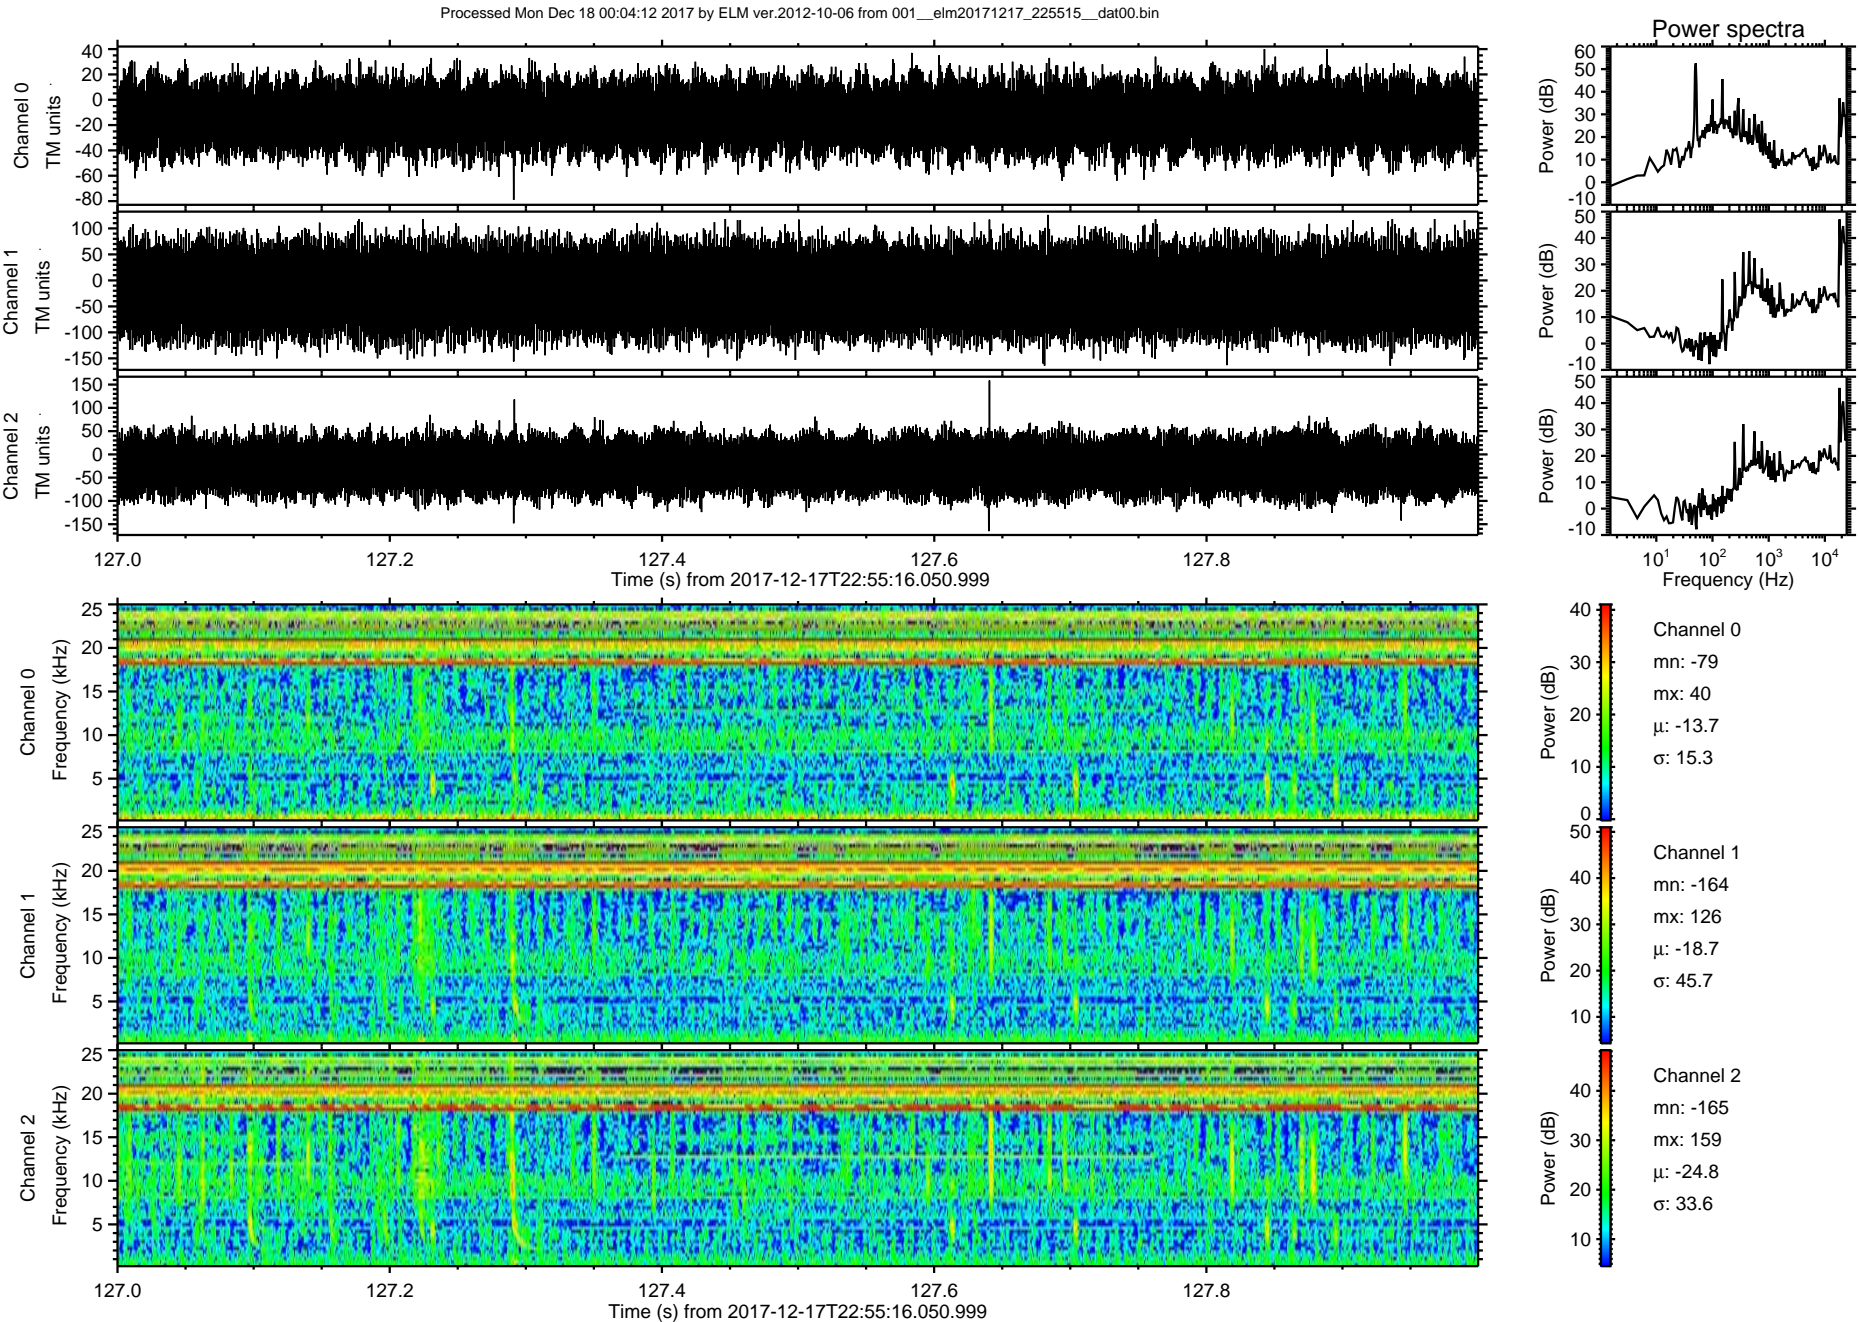 Processed Mon Dec 18 00:04:12 2017 by ELM ver.2012-10-06 from 001__elm20171217_225515__dat00.bin
Power spectra
Channel 0
TM units
40
20
0
-20
-40
-60
-80
Power (dB)
60
50
40
30
20
10
0
-10
Channel 1
TM units
100
50
0
-50
-100
-150
Power (dB)
50
40
30
20
10
0
-10
Channel 2
TM units
150
100
50
0
-50
-100
-150
Power (dB)
50
40
30
20
10
0
-10
127.0 127.2 127.4 127.6 127.8
Time (s) from 2017-12-17T22:55:16.050.999
10¹ 10² 10³ 10⁴
Frequency (Hz)
Channel 0
Frequency (kHz)
25
20
15
10
5
Power (dB)
40
30
20
10
0
Channel 0
mn: -79
mx: 40
μ: -13.7
σ: 15.3
Channel 1
Frequency (kHz)
25
20
15
10
5
Power (dB)
50
40
30
20
10
Channel 1
mn: -164
mx: 126
μ: -18.7
σ: 45.7
Channel 2
Frequency (kHz)
25
20
15
10
5
Power (dB)
40
30
20
10
Channel 2
mn: -165
mx: 159
μ: -24.8
σ: 33.6
127.0 127.2 127.4 127.6 127.8
Time (s) from 2017-12-17T22:55:16.050.999